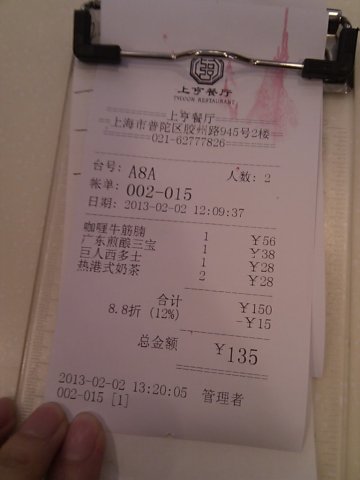 上亨餐厅
TYCOON RESTAURANT
上亨餐厅
上海市普陀区胶州路945号2楼
021-62777826
台号: A8A 人数: 2
帐单: 002-015
日期: 2013-02-02 12:09:37
咖喱牛筋腩 1 ¥56
广东煎酿三宝 1 ¥38
巨人西多士 1 ¥28
热港式奶茶 2 ¥28
合计 ¥150
8.8折 (12%) -¥15
总金额 ¥135
2013-02-02 13:20:05 管理者
002-015 [1]